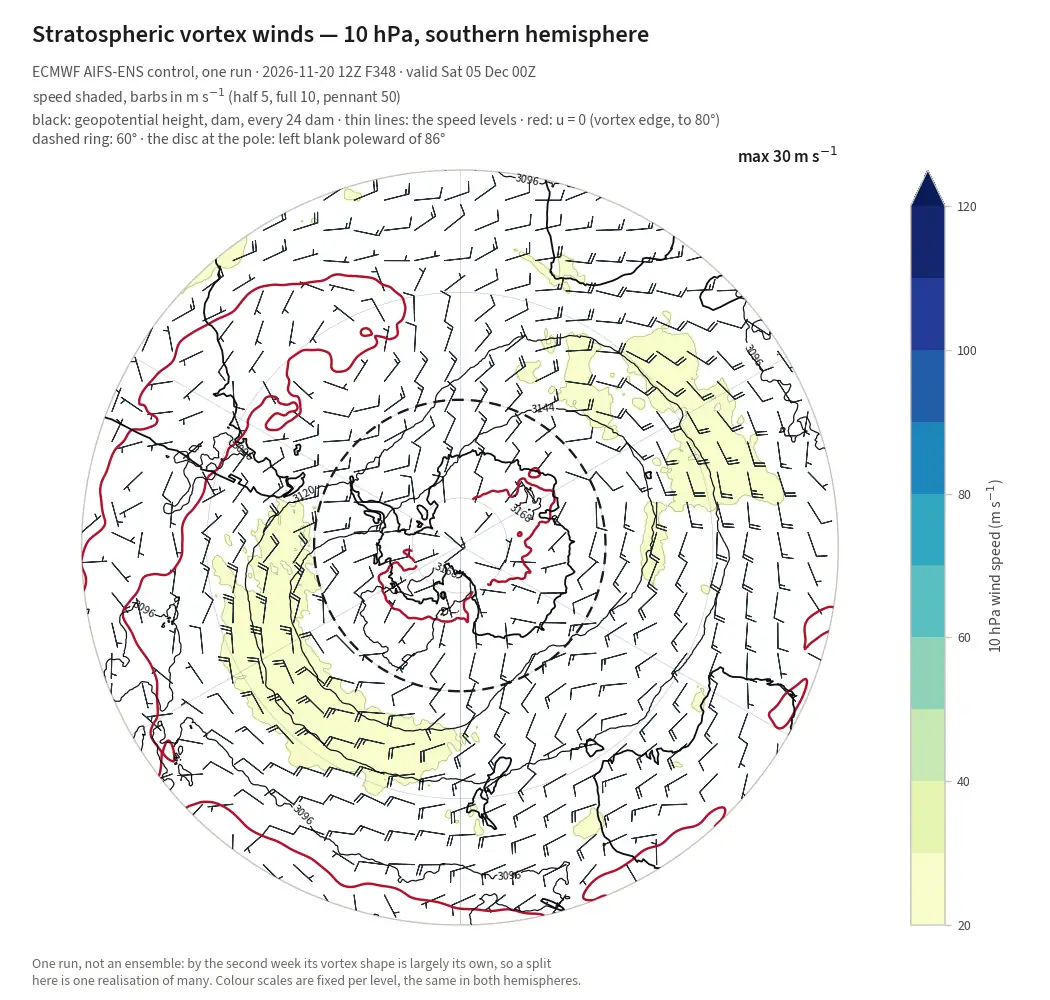 Stratospheric vortex winds — 10 hPa, southern hemisphere
ECMWF AIFS-ENS control, one run · 2026-11-20 12Z F348 · valid Sat 05 Dec 00Z
speed shaded, barbs in m s⁻¹ (half 5, full 10, pennant 50)
black: geopotential height, dam, every 24 dam · thin lines: the speed levels · red: u = 0 (vortex edge, to 80°)
dashed ring: 60° · the disc at the pole: left blank poleward of 86°
max 30 m s⁻¹
3096
120
100
3096
3144
3120
3168
80
3096
60
10 hPa wind speed (m s⁻¹)
40
3096
3096
20
One run, not an ensemble: by the second week its vortex shape is largely its own, so a split
here is one realisation of many. Colour scales are fixed per level, the same in both hemispheres.